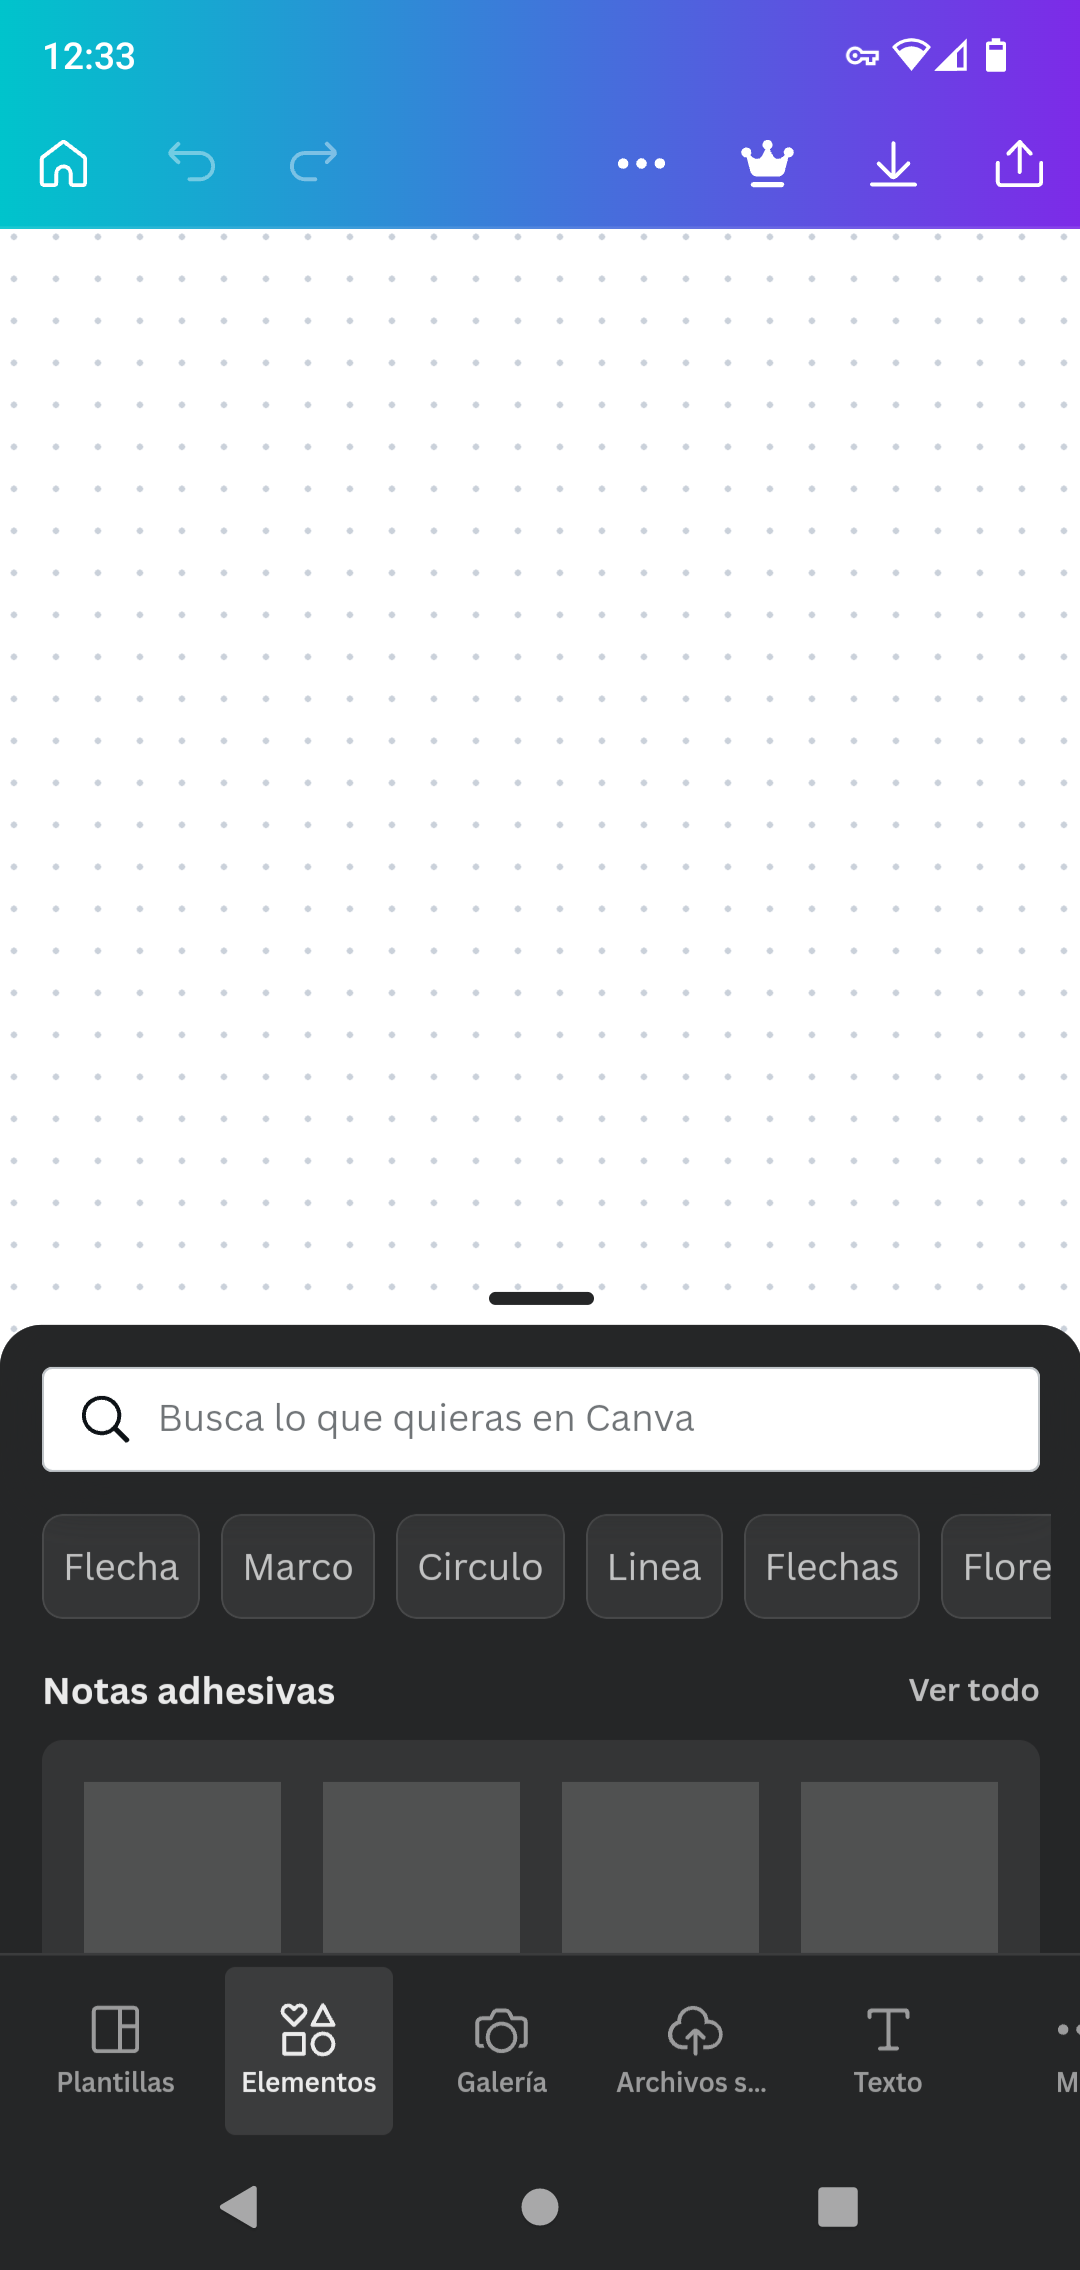 12:33
Busca lo que quieras en Canva
Flecha
Marco
Circulo
Linea
Flechas
Flore
Notas adhesivas
Ver todo
Plantillas
Elementos
Galería
Archivos s...
Texto
M